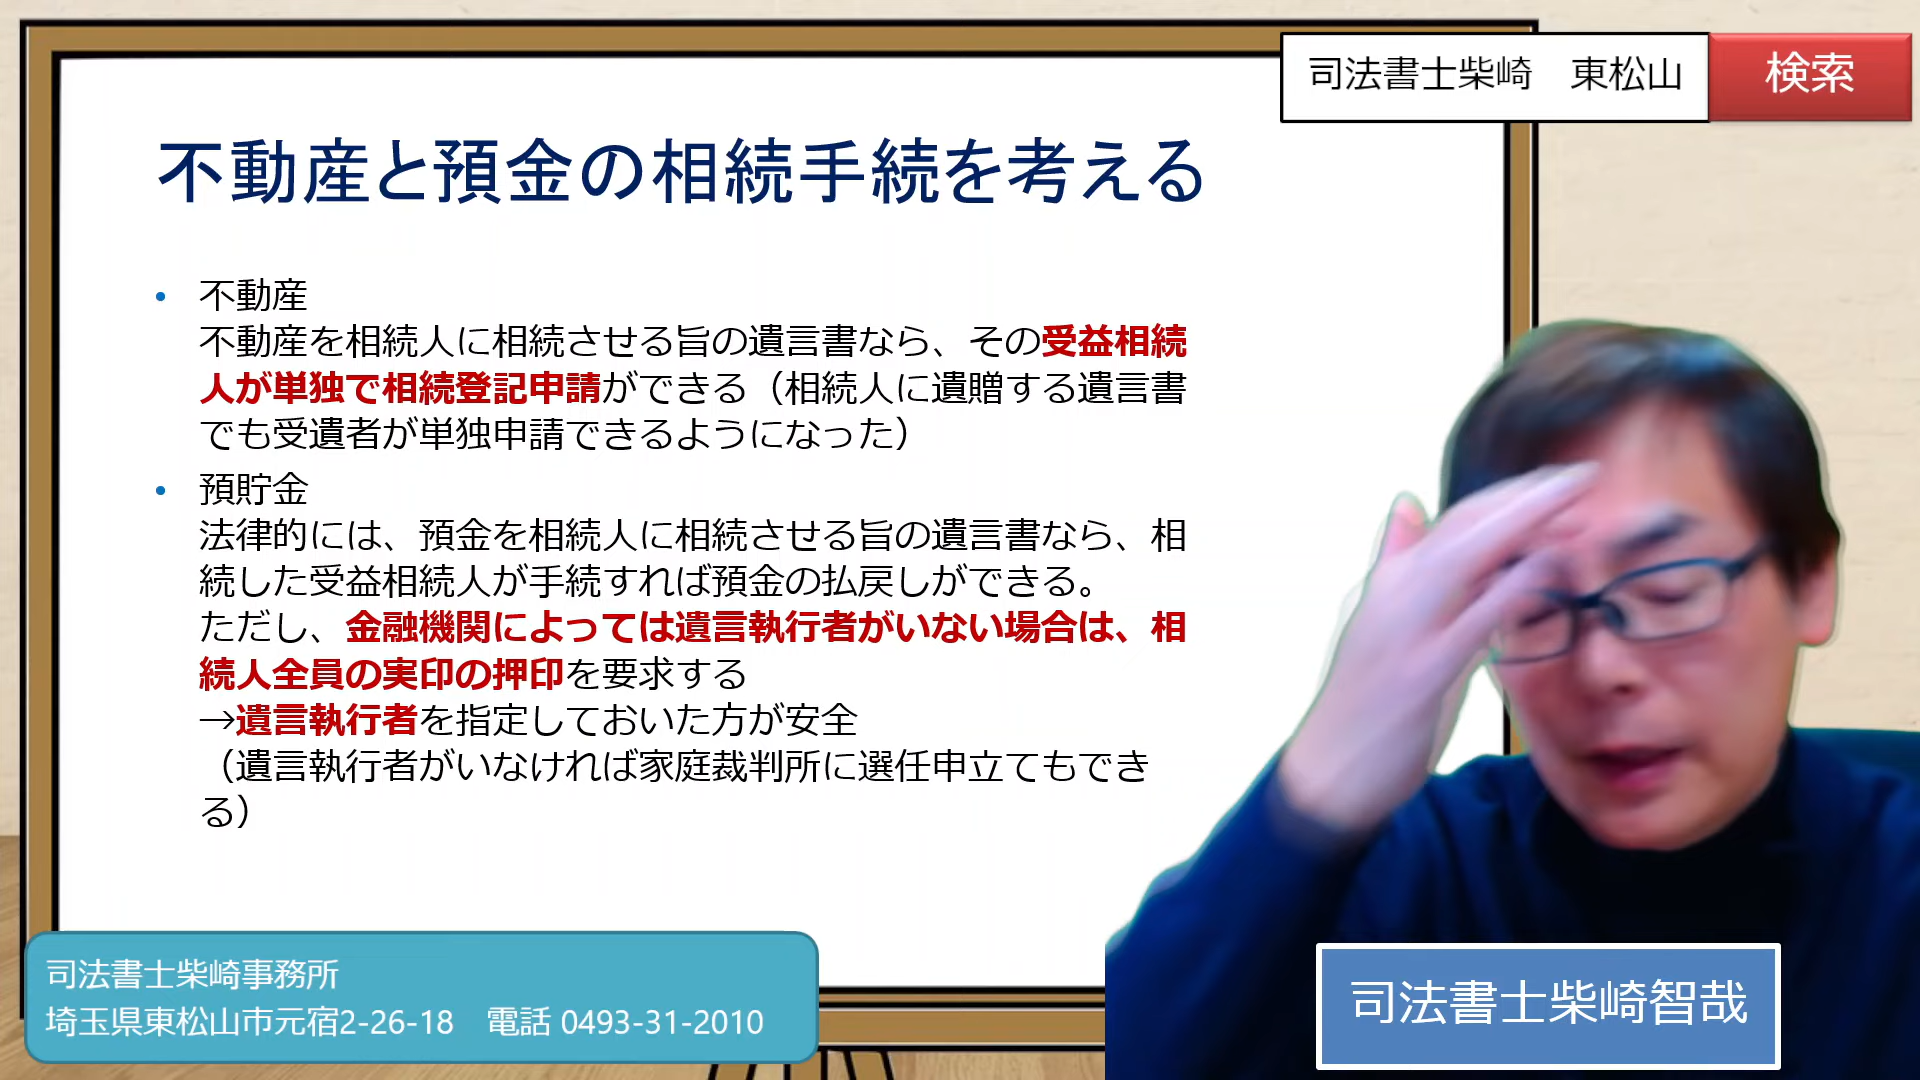 司法書士柴崎　東松山
検索
不動産と預金の相続手続を考える
• 不動産
不動産を相続人に相続させる旨の遺言書なら、その受益相続
人が単独で相続登記申請ができる（相続人に遺贈する遺言書
でも受遺者が単独申請できるようになった）
• 預貯金
法律的には、預金を相続人に相続させる旨の遺言書なら、相
続した受益相続人が手続すれば預金の払戻しができる。
ただし、金融機関によっては遺言執行者がいない場合は、相
続人全員の実印の押印を要求する
→遺言執行者を指定しておいた方が安全
（遺言執行者がいなければ家庭裁判所に選任申立てもでき
る）
司法書士柴崎事務所
埼玉県東松山市元宿2-26-18　電話 0493-31-2010
司法書士柴崎智哉